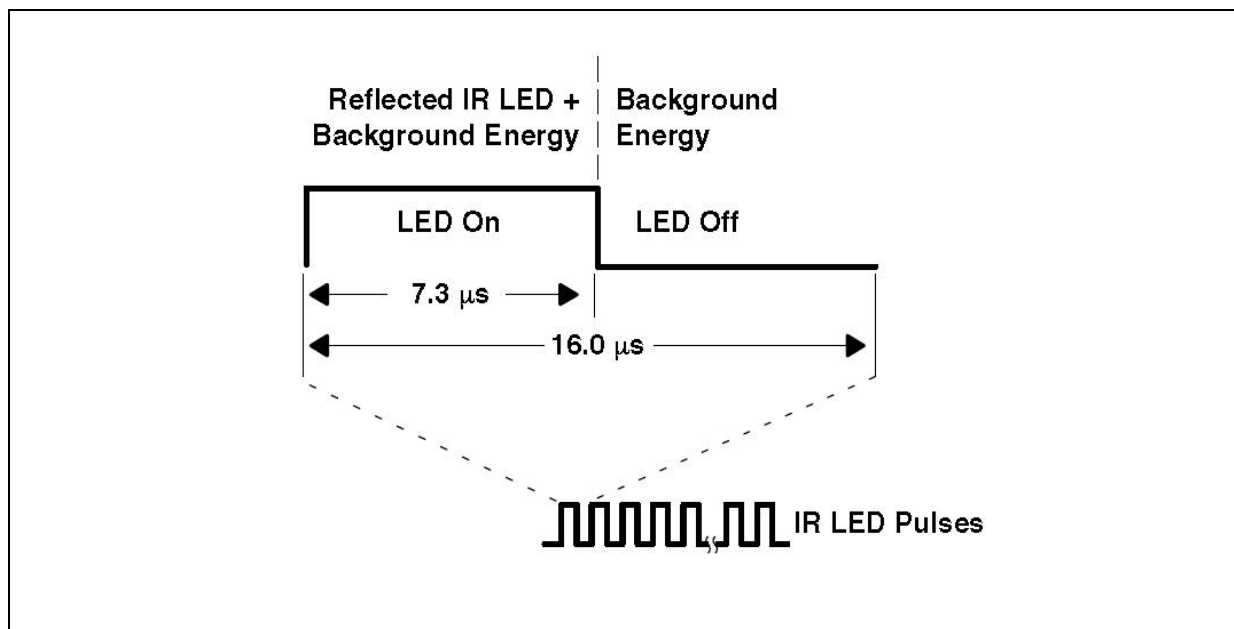 Reflected IR LED +
Background Energy
Background
Energy
LED On
LED Off
7.3 μs
16.0 μs
IR LED Pulses